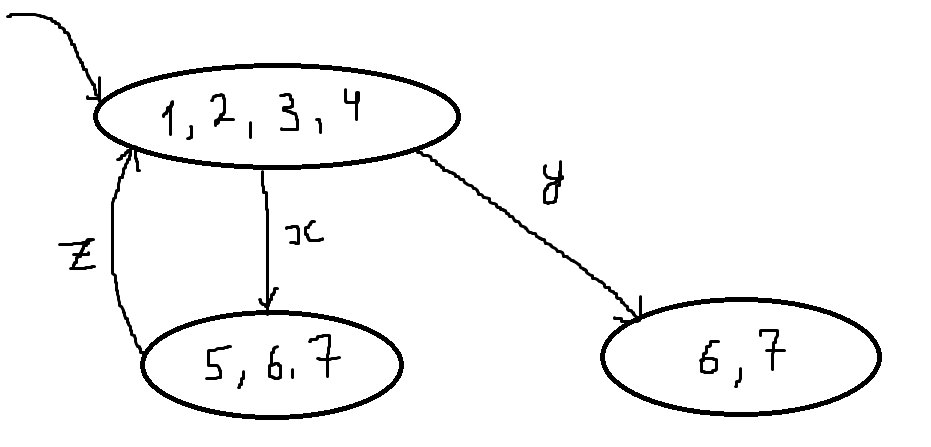 1, 2, 3, 4
y
z
x
5, 6.7
6, 7